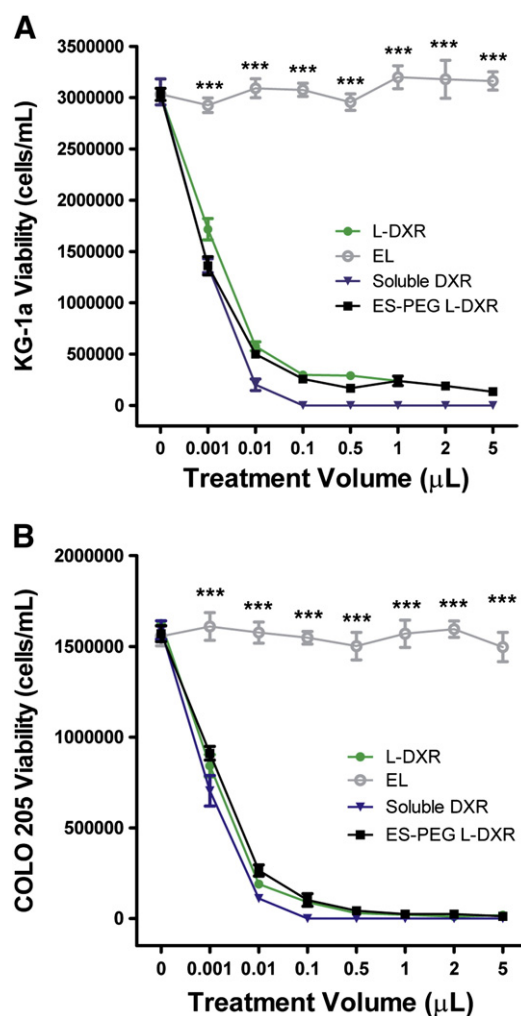 A
KG-1a Viability (cells/mL)
3500000
3000000
2500000
2000000
1500000
1000000
500000
0
*** *** *** *** *** *** ***
L-DXR
EL
Soluble DXR
ES-PEG L-DXR
0 0.001 0.01 0.1 0.5 1 2 5
Treatment Volume (μL)
B
COLO 205 Viability (cells/mL)
2000000
1500000
1000000
500000
0
*** *** *** *** *** *** ***
L-DXR
EL
Soluble DXR
ES-PEG L-DXR
0 0.001 0.01 0.1 0.5 1 2 5
Treatment Volume (μL)